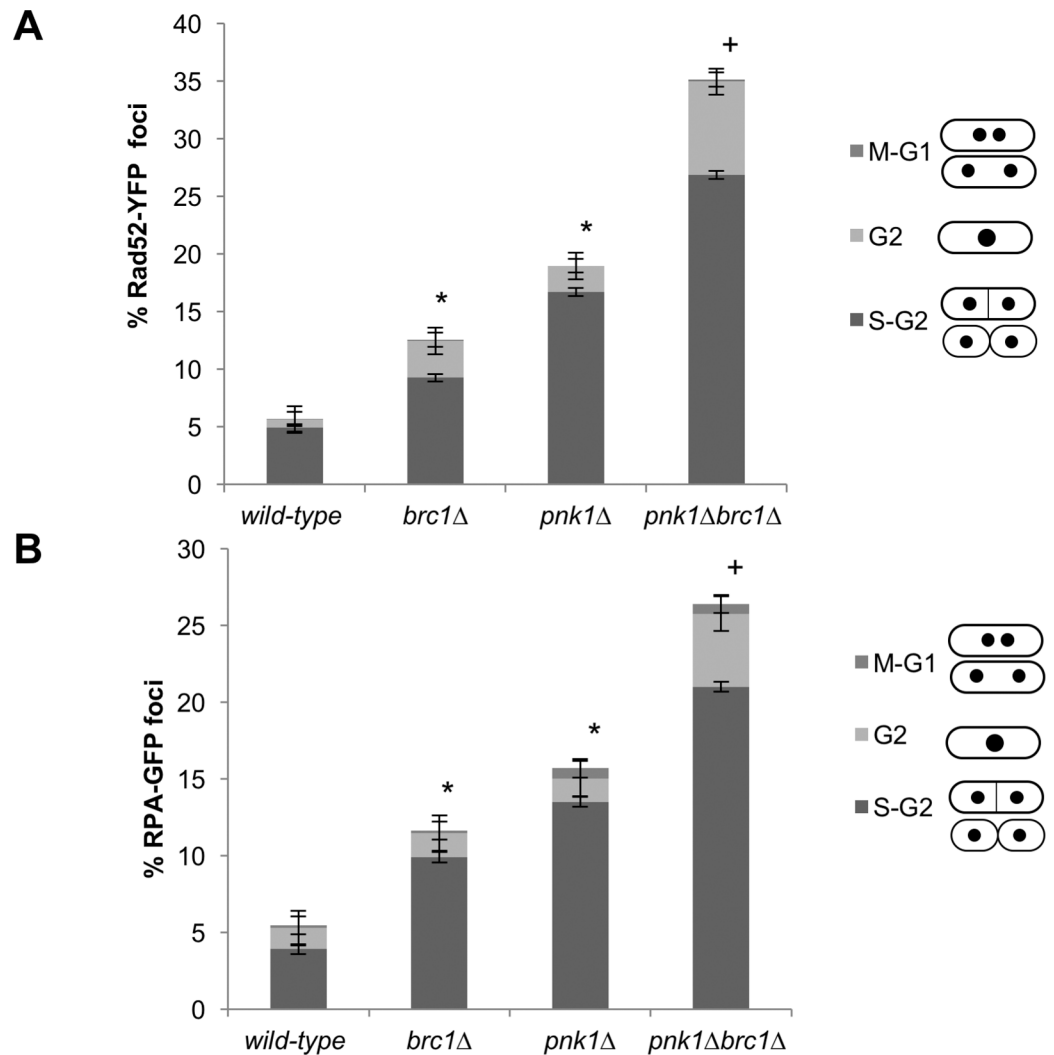 A
% Rad52-YFP foci
40
35
30
25
20
15
10
5
0
*
*
+
wild-type
brc1Δ
pnk1Δ
pnk1Δbrc1Δ
M-G1
G2
S-G2
B
% RPA-GFP foci
30
25
20
15
10
5
0
*
*
+
wild-type
brc1Δ
pnk1Δ
pnk1Δbrc1Δ
M-G1
G2
S-G2